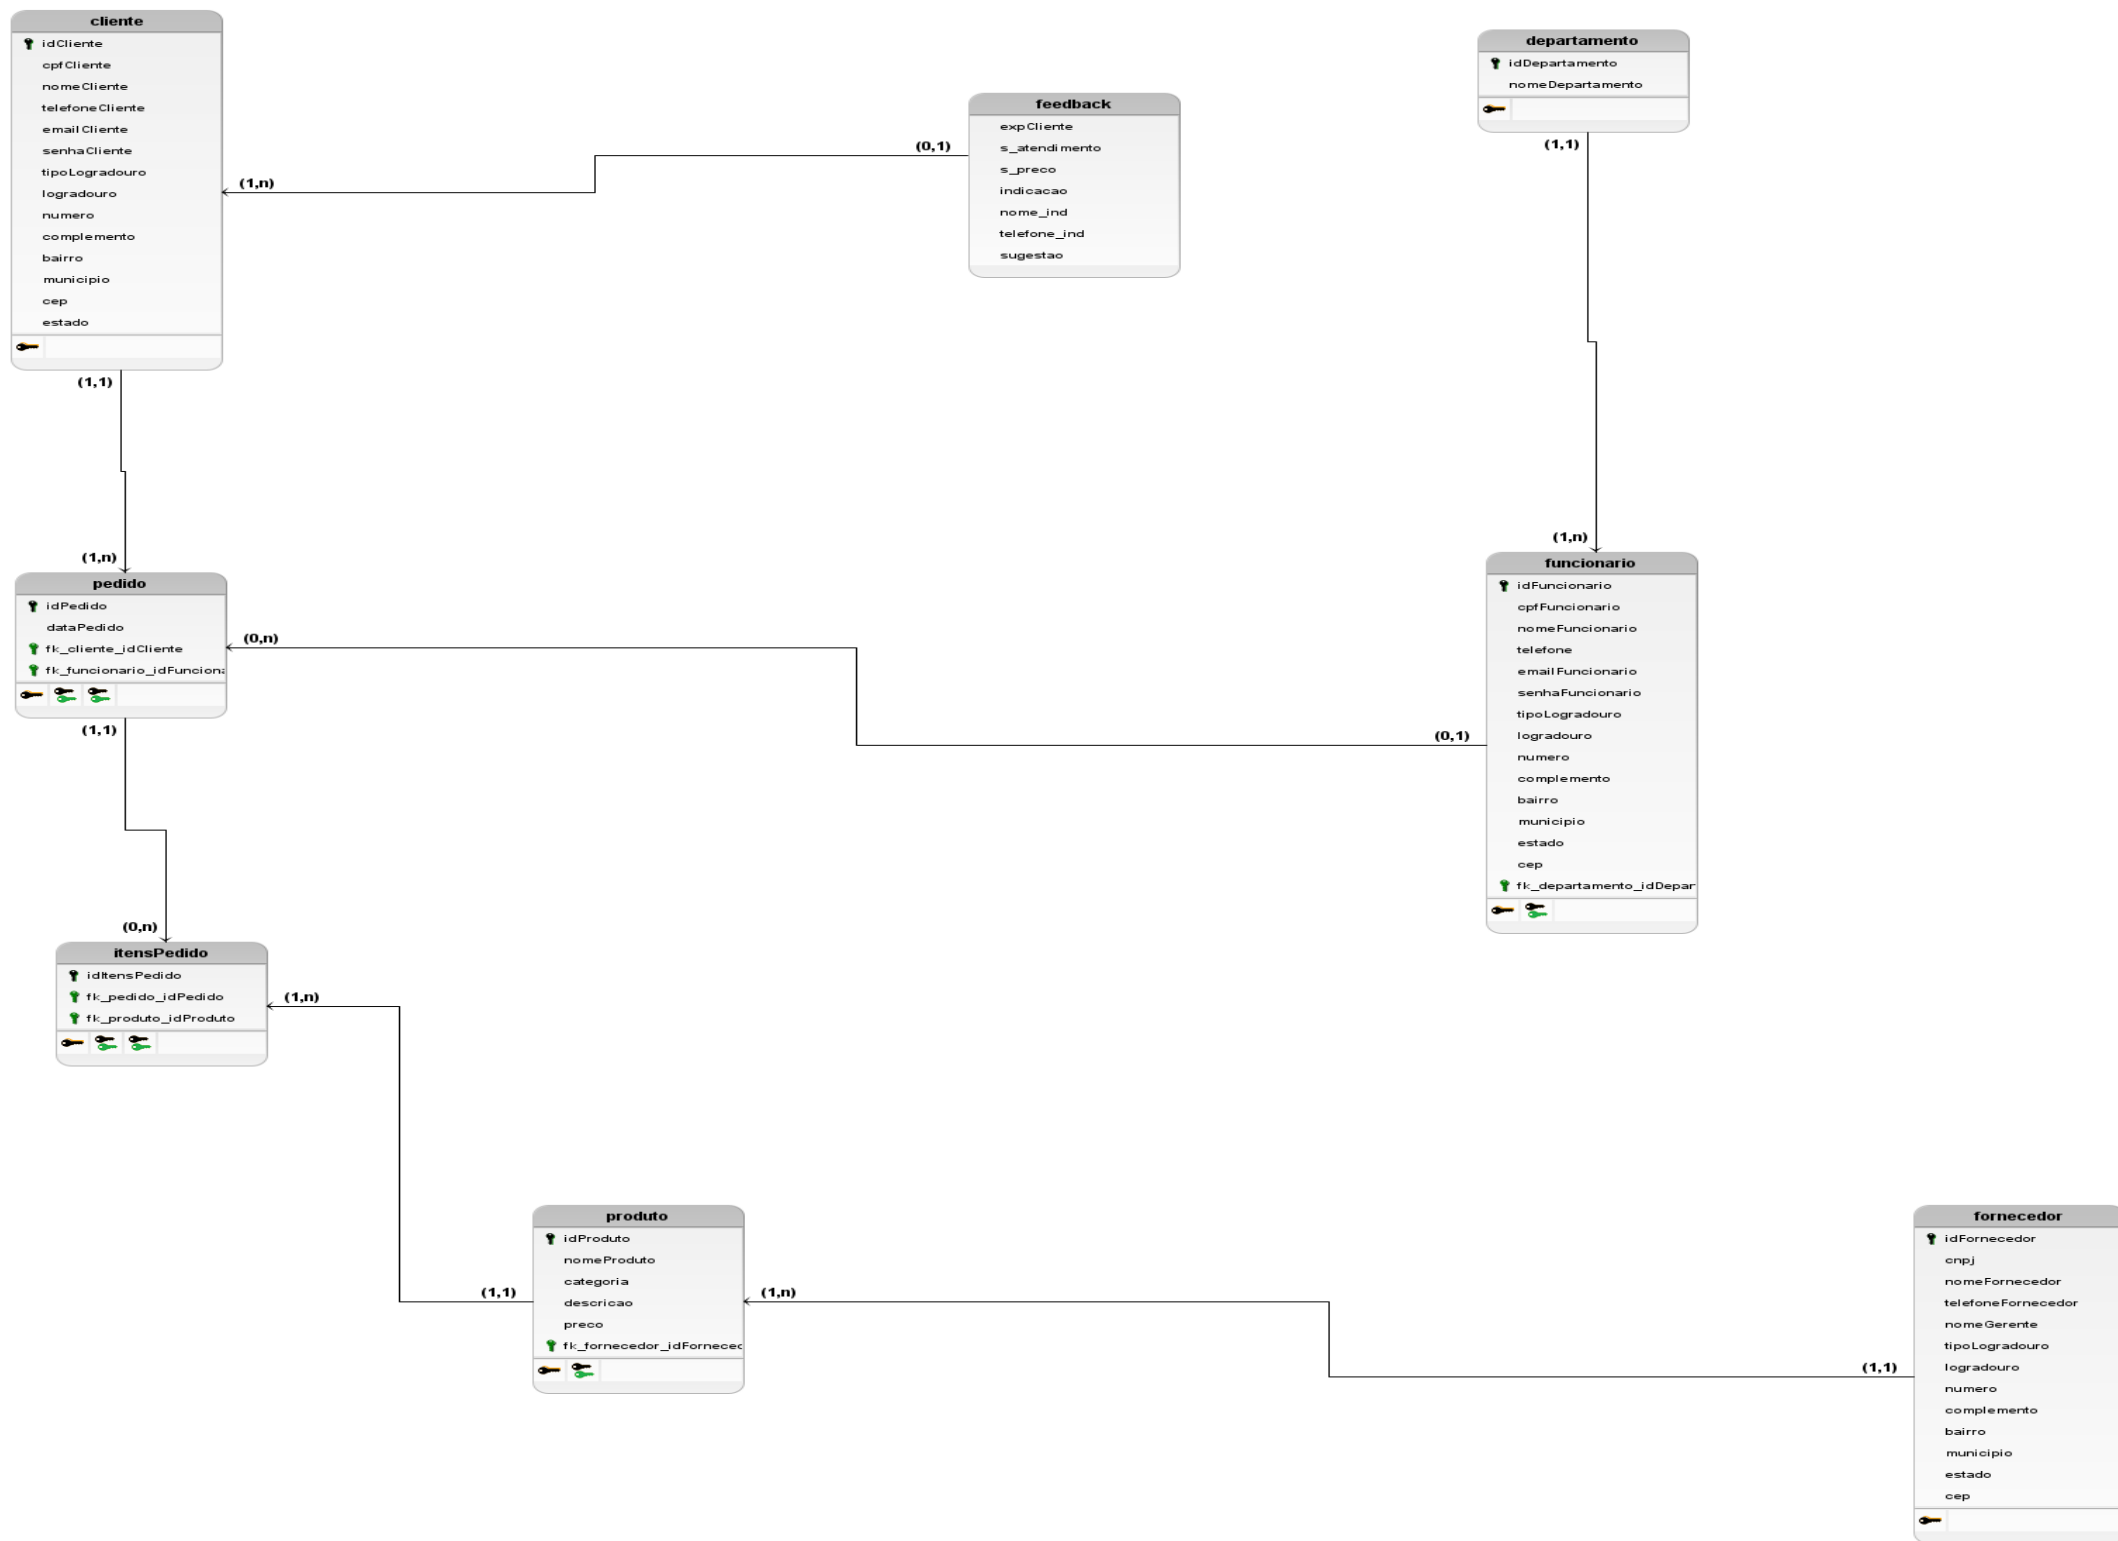 cliente
idCliente
cpfCliente
nomeCliente
telefoneCliente
emailCliente
senhaCliente
tipoLogradouro
logradouro
numero
complemento
bairro
municipio
cep
estado
(1,n)
(0,1)
feedback
expCliente
s_atendimento
s_preco
indicacao
nome_ind
telefone_ind
sugestao
departamento
idDepartamento
nomeDepartamento
(1,1)
(1,n)
(1,1)
(1,n)
pedido
idPedido
dataPedido
fk_cliente_idCliente
fk_funcionario_idFunciona
(0,n)
(0,1)
funcionario
idFuncionario
cpfFuncionario
nomeFuncionario
telefone
emailFuncionario
senhaFuncionario
tipoLogradouro
logradouro
numero
complemento
bairro
municipio
estado
cep
fk_departamento_idDepar
(1,1)
(0,n)
itensPedido
idItensPedido
fk_pedido_idPedido
fk_produto_idProduto
(1,n)
(1,1)
produto
idProduto
nomeProduto
categoria
descricao
preco
fk_fornecedor_idFornecec
(1,n)
(1,1)
fornecedor
idFornecedor
cnpj
nomeFornecedor
telefoneFornecedor
nomeGerente
tipoLogradouro
logradouro
numero
complemento
bairro
municipio
estado
cep